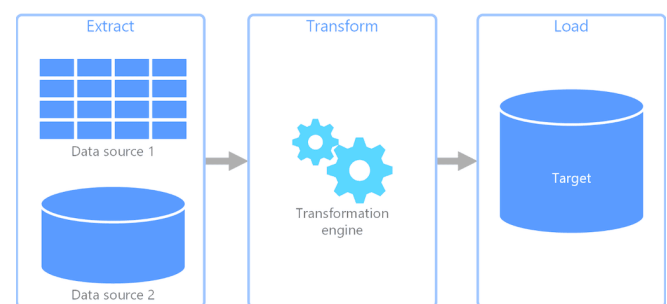 Extract
Data source 1
Data source 2
Transform
Transformation
engine
Load
Target